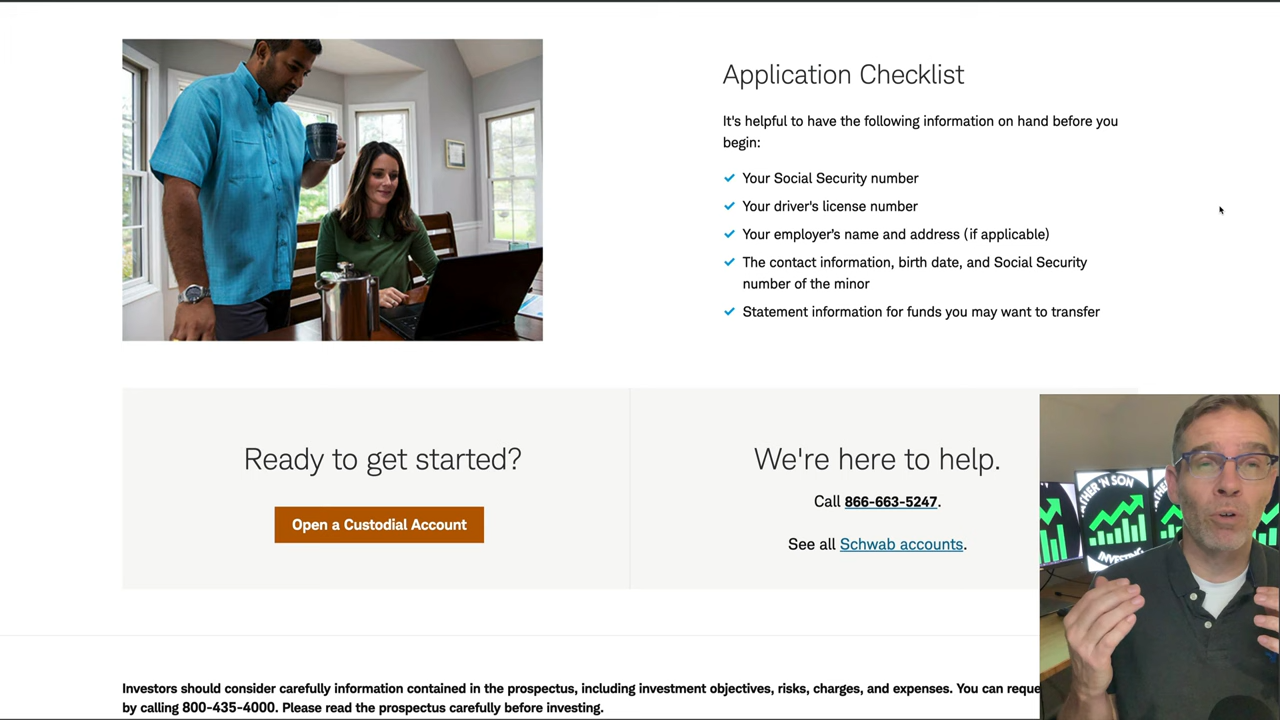 Application Checklist
It's helpful to have the following information on hand before you
begin:
Your Social Security number
Your driver's license number
Your employer's name and address (if applicable)
The contact information, birth date, and Social Security
number of the minor
Statement information for funds you may want to transfer
Ready to get started?
Open a Custodial Account
We're here to help.
Call 866-663-5247.
See all Schwab accounts.
ATHER 'N SON
INVESTING
Investors should consider carefully information contained in the prospectus, including investment objectives, risks, charges, and expenses. You can
by calling 800-435-4000. Please read the prospectus carefully before investing.